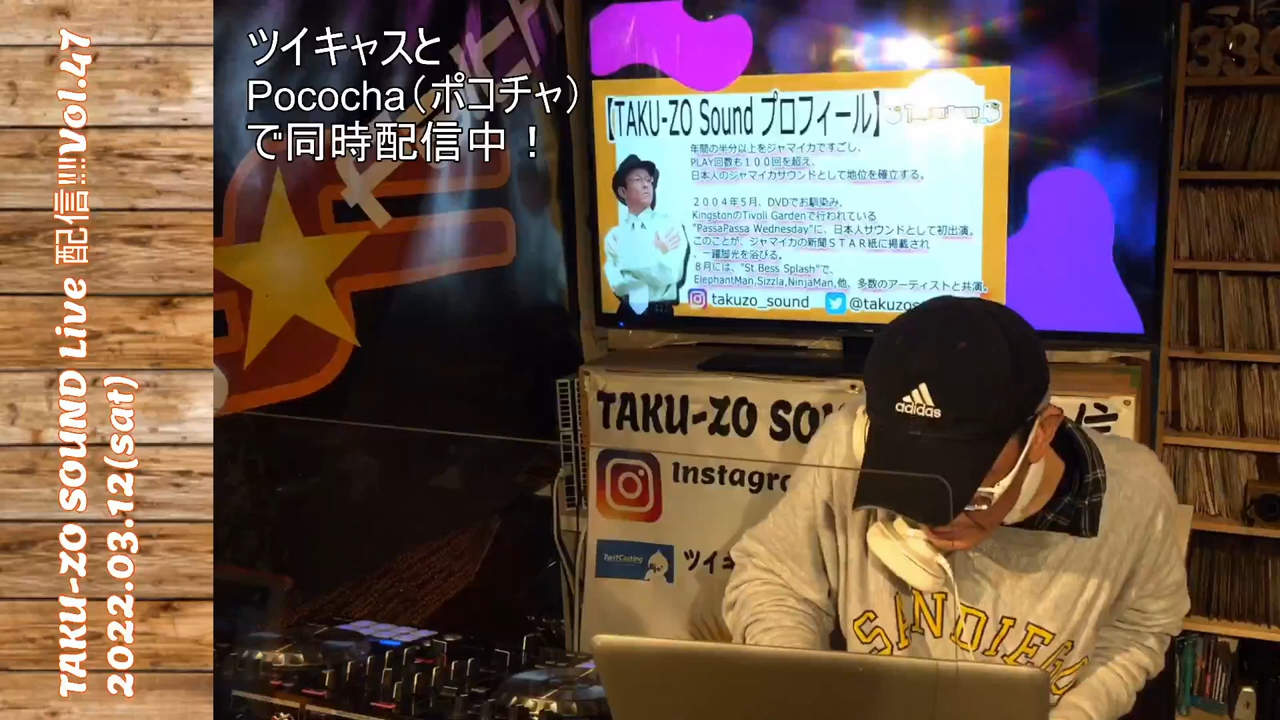 TAKU-ZO SOUND Live 配信!!!!Vol.47
2022.03.12(sat)
ツイキャスと
Pococha(ポコチャ)
で同時配信中！
【TAKU-ZO Sound プロフィール】
年間の半分以上をジャマイカですごし、
PLAY回数も１００回を超え、
日本人のジャマイカサウンドとして地位を確立する。
２００４年５月、DVDでお馴染み、
KingstonのTivoli Gardenで行われている
"PassaPassa Wednesday"に、日本人サウンドとして初出演。
このことが、ジャマイカの新聞ＳＴＡＲ紙に掲載され
、一躍脚光を浴びる。
８月には、"St Bess Splash"で、
ElephantMan,Sizzla,NinjaMan,他、多数のアーティストと共演。
takuzo_sound @takuzos
336
TAKU-ZO SOU 信
Instagra
TwitCasting ツイキ
adidas
SAN DIEGO